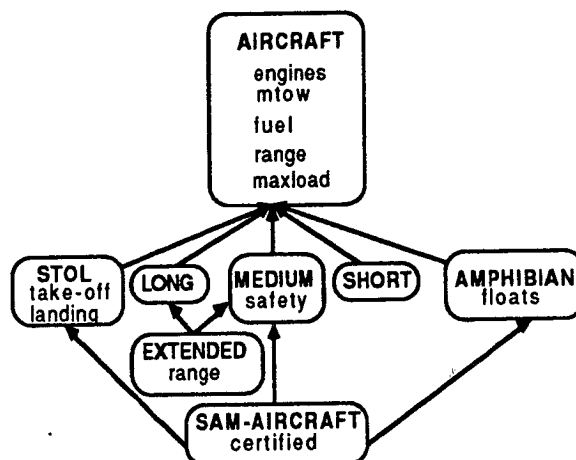 AIRCRAFT
engines
mtow
fuel
range
maxload
STOL
take-off
landing
LONG
MEDIUM
safety
SHORT
AMPHIBIAN
floats
EXTENDED
range
SAM-AIRCRAFT
certified